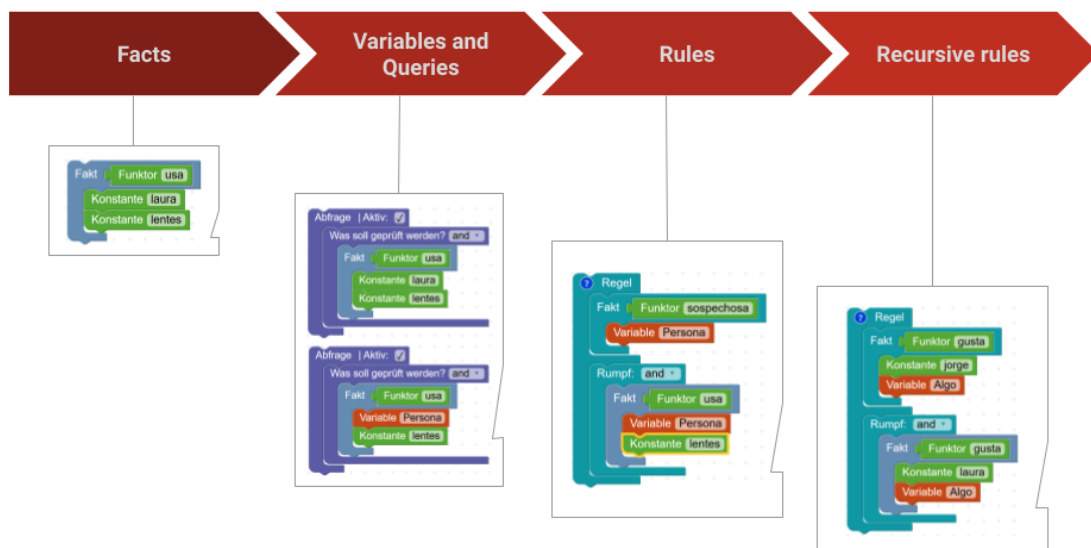 Facts
Variables and
Queries
Rules
Recursive rules
Fakt Funktor usa
Konstante laura
Konstante lentes
Abfrage | Aktiv:
Was soll geprüft werden? and
Fakt Funktor usa
Konstante laura
Konstante lentes
Abfrage | Aktiv:
Was soll geprüft werden? and
Fakt Funktor usa
Variable Persona
Konstante lentes
? Regel
Fakt Funktor sospechosa
Variable Persona
Rumpf: and
Fakt Funktor usa
Variable Persona
Konstante lentes
? Regel
Fakt Funktor gusta
Konstante jorge
Variable Algo
Rumpf: and
Fakt Funktor gusta
Konstante laura
Variable Algo